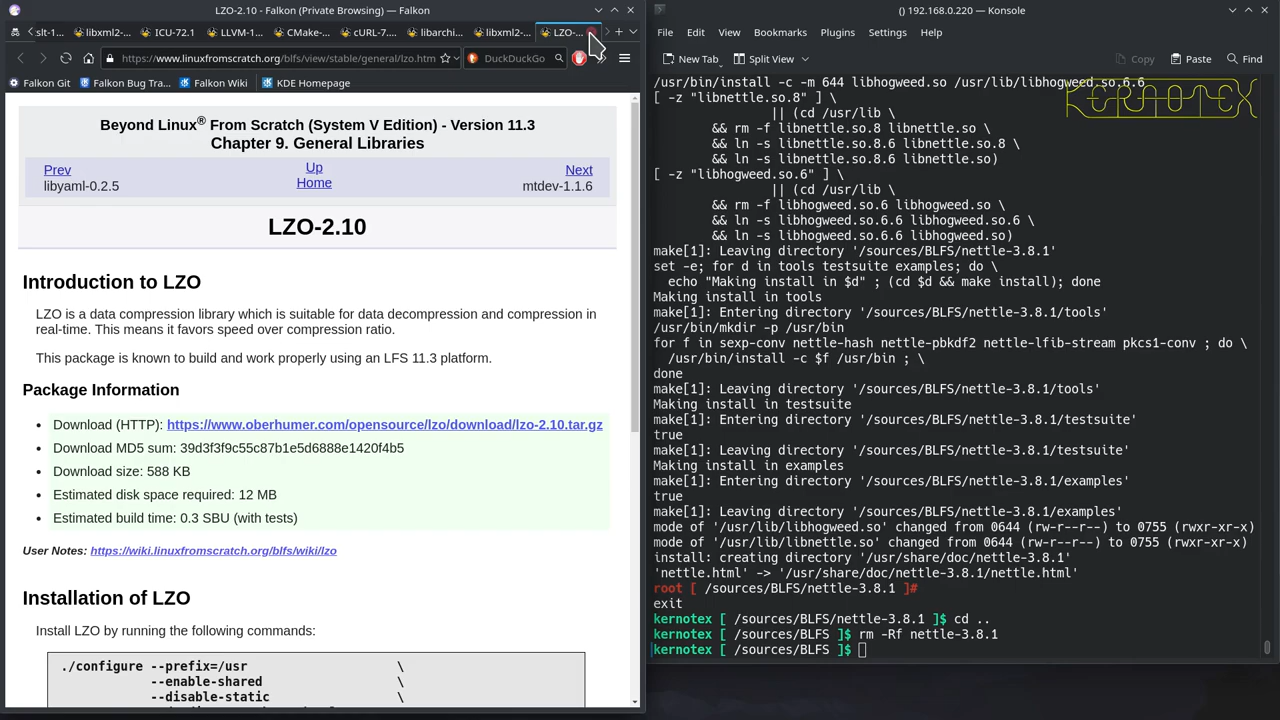 LZO-2.10 - Falkon (Private Browsing) — Falkon
slt-1....
libxml2-...
ICU-72.1
LLVM-1...
CMake-...
cURL-7....
libarchi...
libxml2-...
LZO-...
https://www.linuxfromscratch.org/blfs/view/stable/general/lzo.htm
DuckDuckGo
Falkon Git
Falkon Bug Tra...
Falkon Wiki
KDE Homepage
Beyond Linux® From Scratch (System V Edition) - Version 11.3
Chapter 9. General Libraries
Prev
Up
Next
libyaml-0.2.5
Home
mtdev-1.1.6
LZO-2.10
Introduction to LZO
LZO is a data compression library which is suitable for data decompression and compression in
real-time. This means it favors speed over compression ratio.
This package is known to build and work properly using an LFS 11.3 platform.
Package Information
• Download (HTTP): https://www.oberhumer.com/opensource/lzo/download/lzo-2.10.tar.gz
• Download MD5 sum: 39d3f3f9c55c87b1e5d6888e1420f4b5
• Download size: 588 KB
• Estimated disk space required: 12 MB
• Estimated build time: 0.3 SBU (with tests)
User Notes: https://wiki.linuxfromscratch.org/blfs/wiki/lzo
Installation of LZO
Install LZO by running the following commands:
./configure --prefix=/usr \
--enable-shared \
--disable-static \
() 192.168.0.220 — Konsole
File Edit View Bookmarks Plugins Settings Help
New Tab Split View Copy Paste Find
KERNOTEX
/usr/bin/install -c -m 644 libhogweed.so /usr/lib/libhogweed.so.6.6
[ -z "libnettle.so.8" ] \
|| (cd /usr/lib \
&& rm -f libnettle.so.8 libnettle.so \
&& ln -s libnettle.so.8.6 libnettle.so.8 \
&& ln -s libnettle.so.8.6 libnettle.so)
[ -z "libhogweed.so.6" ] \
|| (cd /usr/lib \
&& rm -f libhogweed.so.6 libhogweed.so \
&& ln -s libhogweed.so.6.6 libhogweed.so.6 \
&& ln -s libhogweed.so.6.6 libhogweed.so)
make[1]: Leaving directory '/sources/BLFS/nettle-3.8.1'
set -e; for d in tools testsuite examples; do \
echo "Making install in $d" ; (cd $d && make install); done
Making install in tools
make[1]: Entering directory '/sources/BLFS/nettle-3.8.1/tools'
/usr/bin/mkdir -p /usr/bin
for f in sexp-conv nettle-hash nettle-pbkdf2 nettle-lfib-stream pkcs1-conv ; do \
/usr/bin/install -c $f /usr/bin ; \
done
make[1]: Leaving directory '/sources/BLFS/nettle-3.8.1/tools'
Making install in testsuite
make[1]: Entering directory '/sources/BLFS/nettle-3.8.1/testsuite'
true
make[1]: Leaving directory '/sources/BLFS/nettle-3.8.1/testsuite'
Making install in examples
make[1]: Entering directory '/sources/BLFS/nettle-3.8.1/examples'
true
make[1]: Leaving directory '/sources/BLFS/nettle-3.8.1/examples'
mode of '/usr/lib/libhogweed.so' changed from 0644 (rw-r--r--) to 0755 (rwxr-xr-x)
mode of '/usr/lib/libnettle.so' changed from 0644 (rw-r--r--) to 0755 (rwxr-xr-x)
install: creating directory '/usr/share/doc/nettle-3.8.1'
'nettle.html' -> '/usr/share/doc/nettle-3.8.1/nettle.html'
root [ /sources/BLFS/nettle-3.8.1 ]#
exit
kernotex [ /sources/BLFS/nettle-3.8.1 ]$ cd ..
kernotex [ /sources/BLFS ]$ rm -Rf nettle-3.8.1
kernotex [ /sources/BLFS ]$